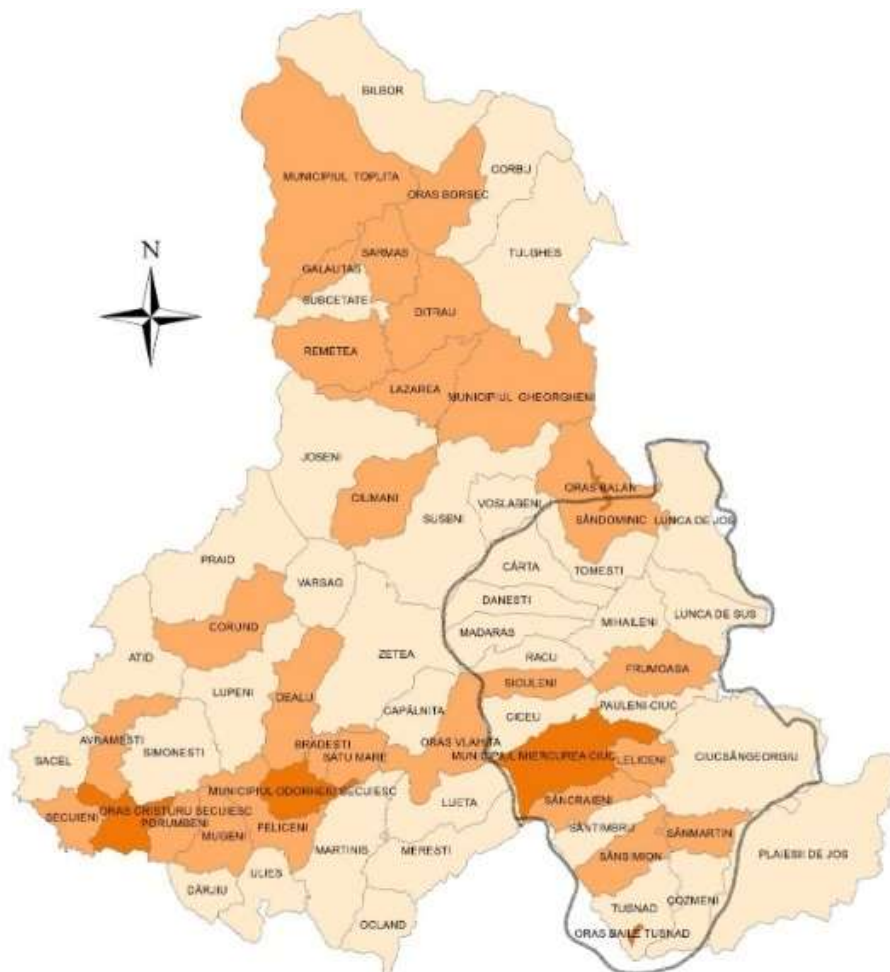 BILBOR
CORBU
MUNICIPIUL TOPLITA
ORAS BORSEC
N
SARMAS
TULGHES
GALAUTAS
SUBCETATE
DITRAU
REMETEA
LAZAREA
MUNICIPIUL GHEORGHENI
JOSENI
CIUMANI
ORAS BALAN
VOSLABENI
SÂNDOMINIC
LUNCA DE JOS
SUSENI
PRAID
VARSAG
CÂRTA
TOMESTI
DANESTI
CORUND
MIHAILENI
LUNCA DE SUS
MADARAS
ATID
ZETEA
RACU
FRUMOASA
LUPENI
DEALU
SICULENI
CAPÂLNITA
PAULENI-CIUC
AVRAMESTI
BRADESTI
CICEU
SACEL
SIMONESTI
SATU MARE
ORAS VLAHITA
MUNICIPIUL MIERCUREA CIUC
LELICENI
CIUCSÂNGEORGIU
MUNICIPIUL ODORHEIU SECUIESC
LUETA
SÂNCRAIENI
SECUIENI
ORAS CRISTURU SECUIESC
PORUMBENI
MUGENI
FELICENI
SÂNTIMBRU
SÂNMARTIN
MARTINIS
MERESTI
SÂNSIMION
PLAIESII DE JOS
ULIES
DÂRJIU
TUSNAD
COZMENI
OCLAND
ORAS BAILE TUSNAD